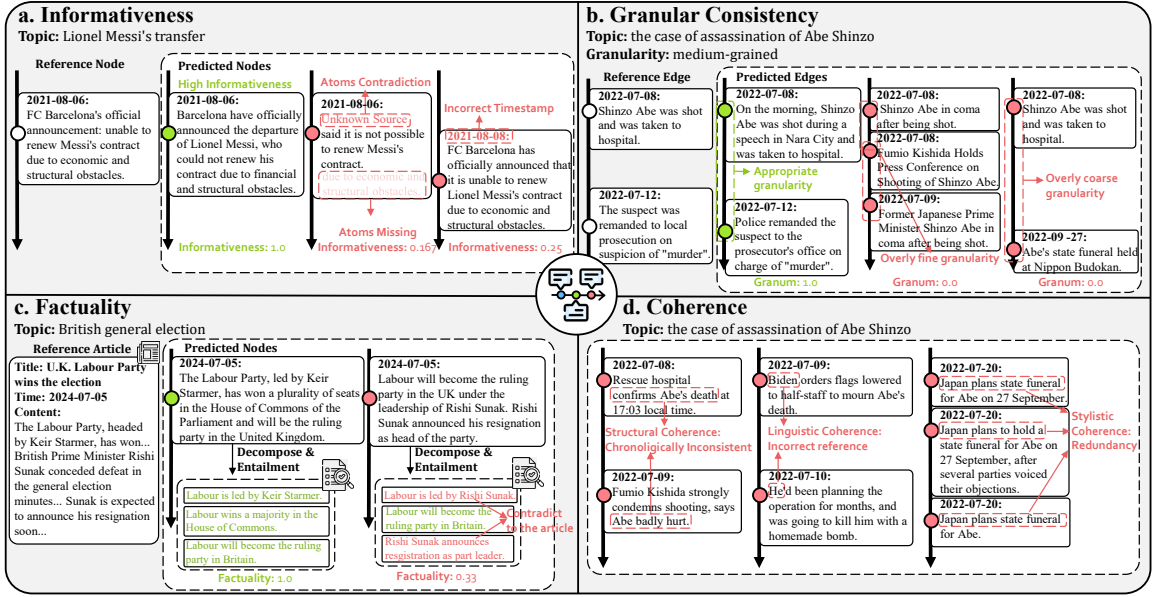 a. Informativeness
Topic: Lionel Messi's transfer
Reference Node
2021-08-06:
FC Barcelona's official
announcement: unable to
renew Messi's contract
due to economic and
structural obstacles.
Predicted Nodes
High Informativeness
2021-08-06:
Barcelona have officially
announced the departure
of Lionel Messi, who
could not renew his
contract due to financial
and structural obstacles.
Informativeness: 1.0
Atoms Contradiction
2021-08-06:
Unknown Source
said it is not possible
to renew Messi's
contract.
due to economic and
structural obstacles.
Atoms Missing
Informativeness: 0.167
Incorrect Timestamp
2021-08-08:
FC Barcelona has
officially announced that
it is unable to renew
Lionel Messi's contract
due to economic and
structural obstacles.
Informativeness: 0.25
b. Granular Consistency
Topic: the case of assassination of Abe Shinzo
Granularity: medium-grained
Reference Edge
2022-07-08:
Shinzo Abe was shot
and was taken to
hospital.
2022-07-12:
The suspect was
remanded to local
prosecution on
suspicion of "murder".
Predicted Edges
2022-07-08:
On the morning, Shinzo
Abe was shot during a
speech in Nara City and
was taken to hospital.
Appropriate
granularity
2022-07-12:
Police remanded the
suspect to the
prosecutor's office on
charge of "murder".
Granum: 1.0
2022-07-08:
Shinzo Abe in coma
after being shot.
2022-07-08:
Fumio Kishida Holds
Press Conference on
Shooting of Shinzo Abe.
2022-07-09:
Former Japanese Prime
Minister Shinzo Abe in
coma after being shot.
Overly fine granularity
Granum: 0.0
2022-07-08:
Shinzo Abe was shot
and was taken to
hospital.
Overly coarse
granularity
2022-09 -27:
Abe's state funeral held
at Nippon Budokan.
Granum: 0.0
c. Factuality
Topic: British general election
Reference Article
Title: U.K. Labour Party
wins the election
Time: 2024-07-05
Content:
The Labour Party, headed
by Keir Starmer, has won...
British Prime Minister Rishi
Sunak conceded defeat in
the general election
minutes... Sunak is expected
to announce his resignation
soon...
Predicted Nodes
2024-07-05:
The Labour Party, led by Keir
Starmer, has won a plurality of seats
in the House of Commons of the
Parliament and will be the ruling
party in the United Kingdom.
Decompose &
Entailment
Labour is led by Keir Starmer.
Labour wins a majority in the
House of Commons.
Labour will become the ruling
party in Britain.
Factuality: 1.0
2024-07-05:
Labour will become the ruling
party in the UK under the
leadership of Rishi Sunak. Rishi
Sunak announced his resignation
as head of the party.
Decompose &
Entailment
Labour is led by Rishi Sunak.
Labour will become the
ruling party in Britain.
Rishi Sunak announces
resgistration as part leader.
Contradict
to the article
Factuality: 0.33
d. Coherence
Topic: the case of assassination of Abe Shinzo
2022-07-08:
Rescue hospital
confirms Abe's death at
17:03 local time.
Structural Coherence:
Chronologically Inconsistent
2022-07-09:
Fumio Kishida strongly
condemns shooting, says
Abe badly hurt.
2022-07-09:
Biden orders flags lowered
to half-staff to mourn Abe's
death.
Linguistic Coherence:
Incorrect reference
2022-07-10:
He'd been planning the
operation for months, and
was going to kill him with a
homemade bomb.
2022-07-20:
Japan plans state funeral
for Abe on 27 September.
2022-07-20:
Japan plans to hold a
state funeral for Abe on
27 September, after
several parties voiced
their objections.
2022-07-20:
Japan plans state funeral
for Abe.
Stylistic
Coherence:
Redundancy